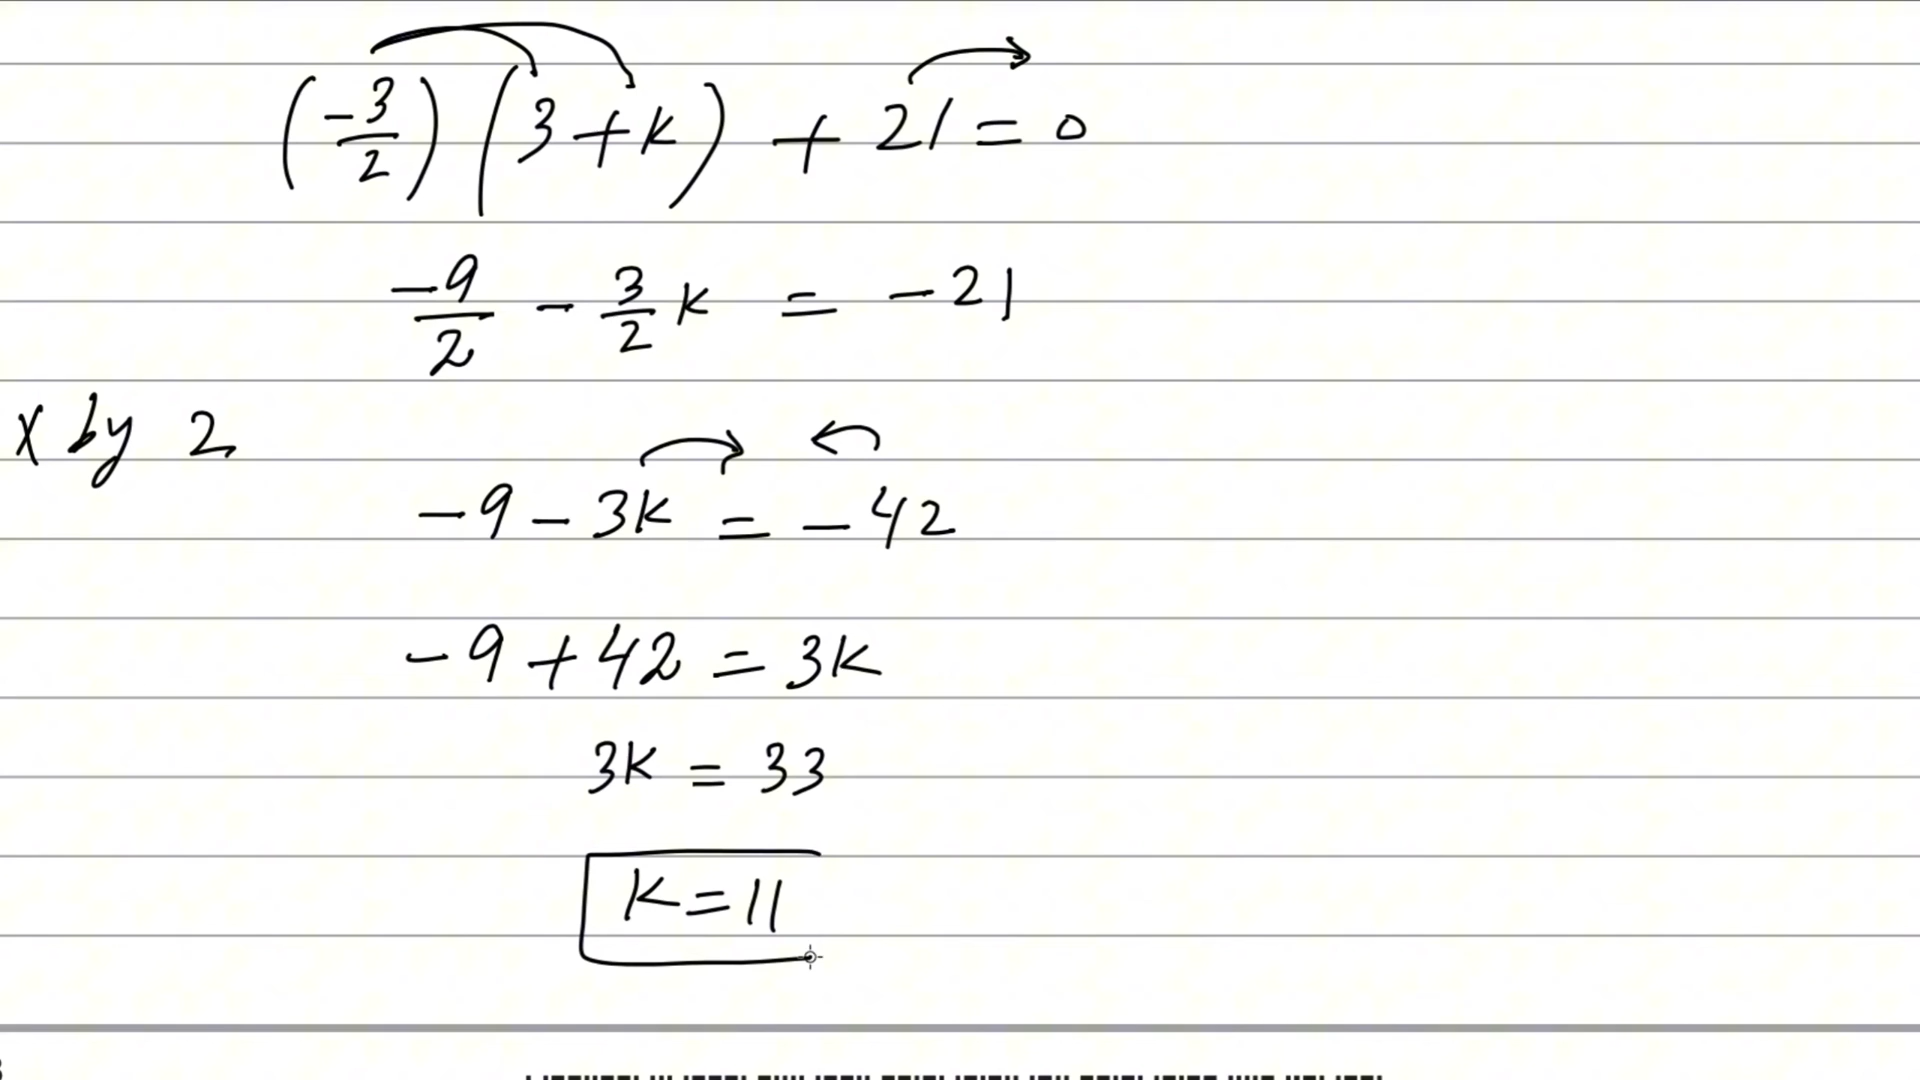 (-3/2) (3+k) + 21 = 0
-9/2 - 3/2 k = -21
X by 2
-9 - 3k = -42
-9 + 42 = 3k
3k = 33
k = 11